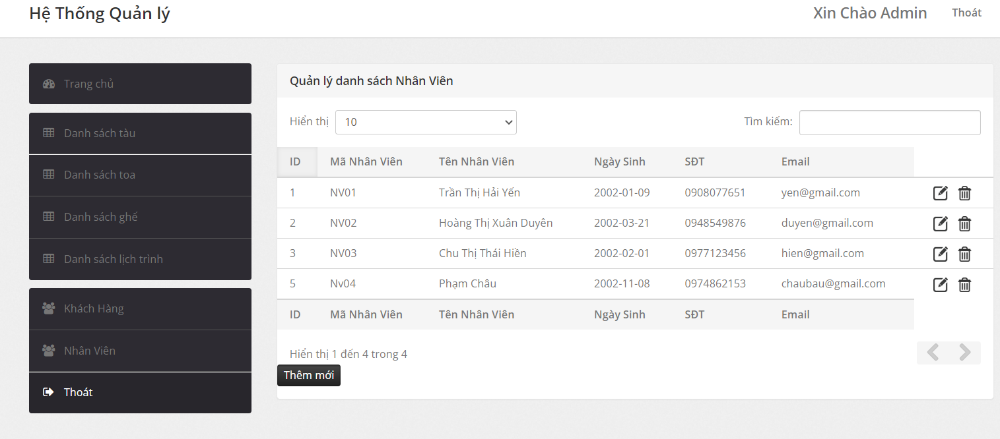 Hệ Thống Quản lý
Xin Chào Admin Thoát
Trang chủ
Danh sách tàu
Danh sách toa
Danh sách ghế
Danh sách lịch trình
Khách Hàng
Nhân Viên
Thoát
Quản lý danh sách Nhân Viên
Hiển thị 10 Tìm kiếm:
ID Mã Nhân Viên Tên Nhân Viên Ngày Sinh SĐT Email
1 NV01 Trần Thị Hải Yến 2002-01-09 0908077651 yen@gmail.com
2 NV02 Hoàng Thị Xuân Duyên 2002-03-21 0948549876 duyen@gmail.com
3 NV03 Chu Thị Thái Hiền 2002-02-01 0977123456 hien@gmail.com
5 Nv04 Phạm Châu 2002-11-08 0974862153 chaubau@gmail.com
ID Mã Nhân Viên Tên Nhân Viên Ngày Sinh SĐT Email
Hiển thị 1 đến 4 trong 4
Thêm mới